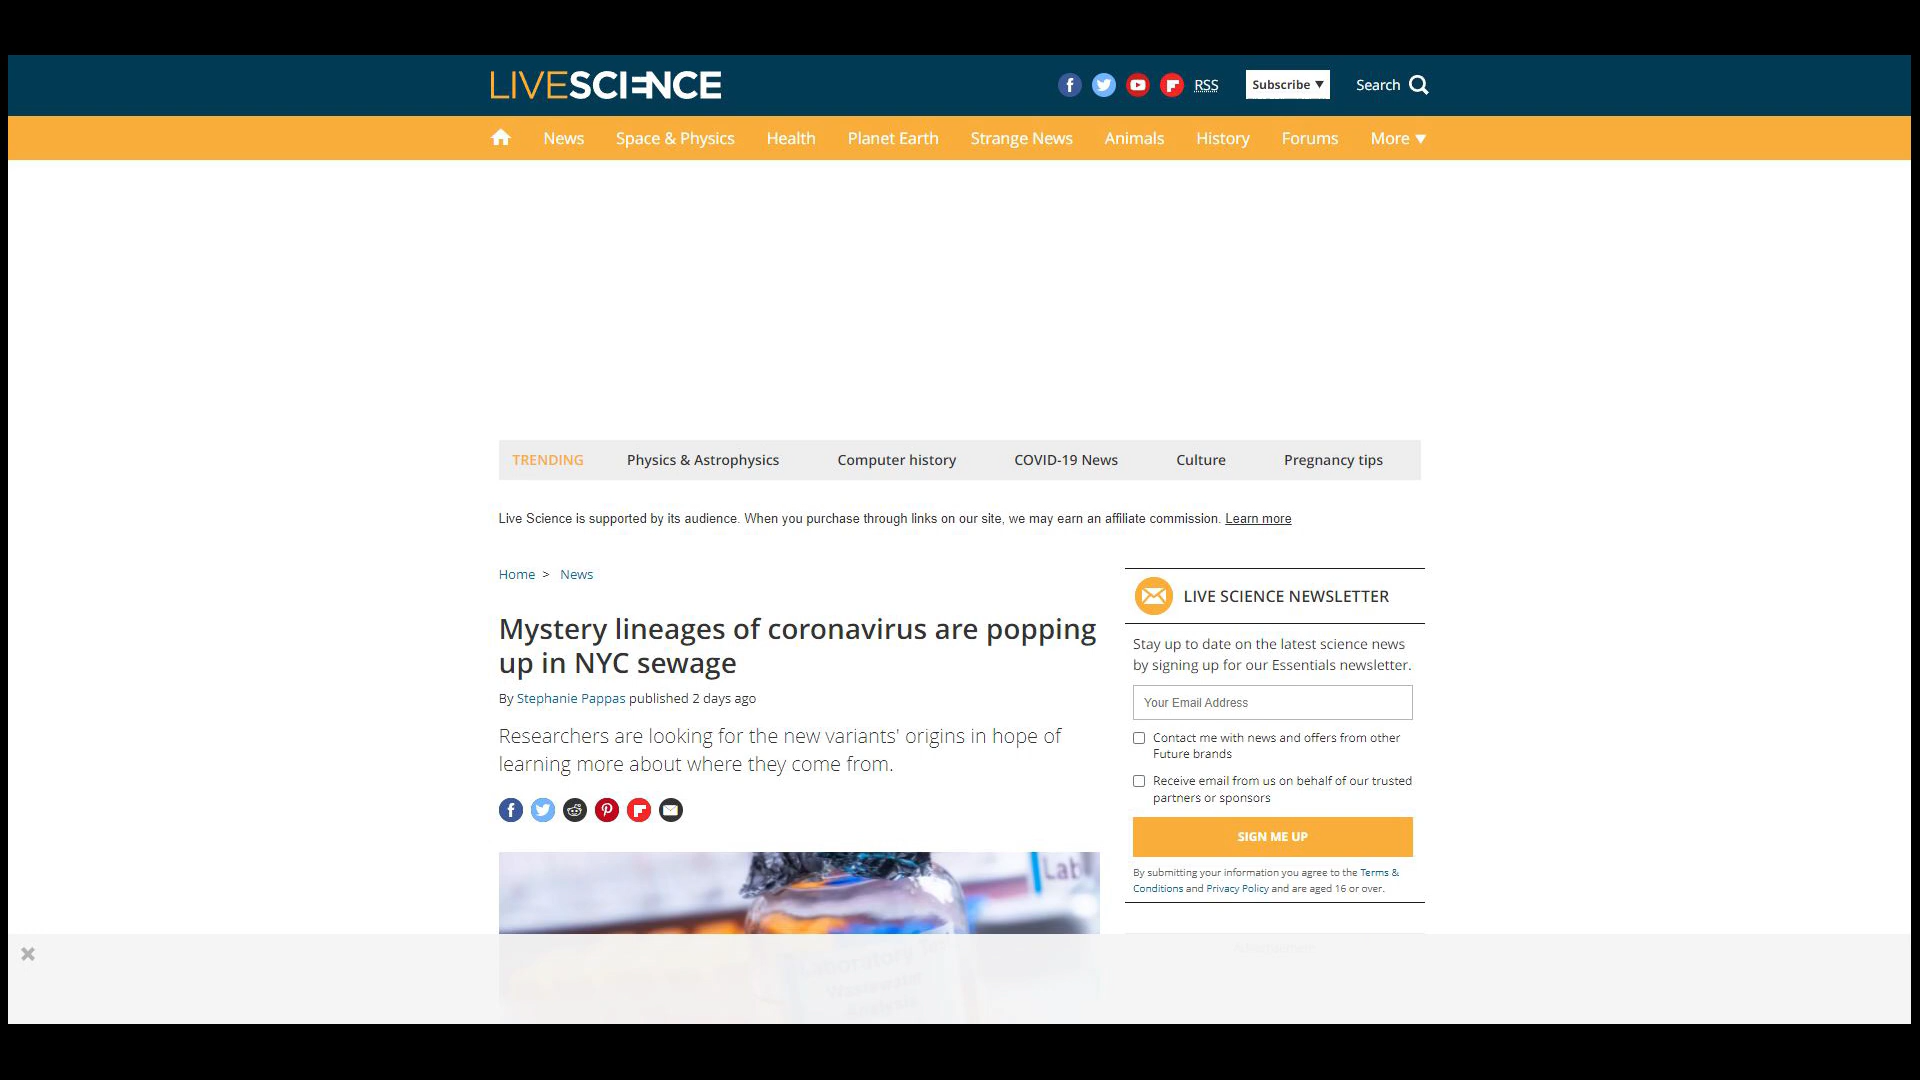 LIVESCIENCE
RSS
Subscribe ▼
Search
News Space & Physics Health Planet Earth Strange News Animals History Forums More ▼
TRENDING Physics & Astrophysics Computer history COVID-19 News Culture Pregnancy tips
Live Science is supported by its audience. When you purchase through links on our site, we may earn an affiliate commission. Learn more
Home > News
Mystery lineages of coronavirus are popping
up in NYC sewage
By Stephanie Pappas published 2 days ago
Researchers are looking for the new variants' origins in hope of
learning more about where they come from.
Lab
Laboratory Test
Wastewater
Analysis
LIVE SCIENCE NEWSLETTER
Stay up to date on the latest science news
by signing up for our Essentials newsletter.
Your Email Address
Contact me with news and offers from other
Future brands
Receive email from us on behalf of our trusted
partners or sponsors
SIGN ME UP
By submitting your information you agree to the Terms &
Conditions and Privacy Policy and are aged 16 or over.
Advertisement